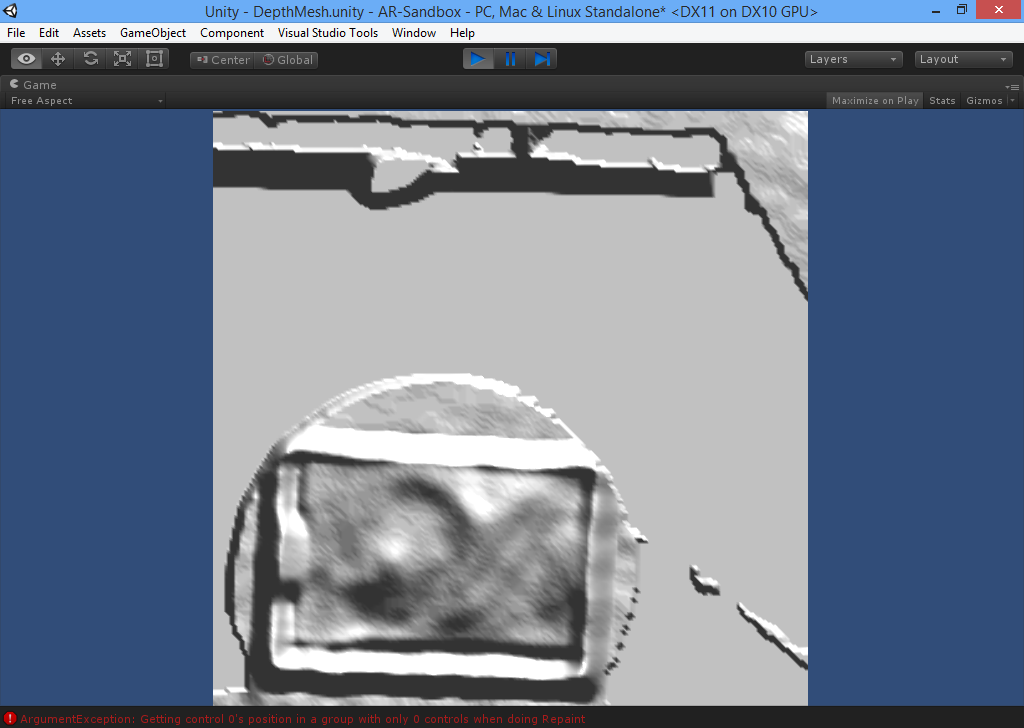 Unity - DepthMesh.unity - AR-Sandbox - PC, Mac & Linux Standalone* <DX11 on DX10 GPU>
File Edit Assets GameObject Component Visual Studio Tools Window Help
Center Global Layers Layout
Game
Free Aspect Maximize on Play Stats Gizmos
ArgumentException: Getting control 0's position in a group with only 0 controls when doing Repaint